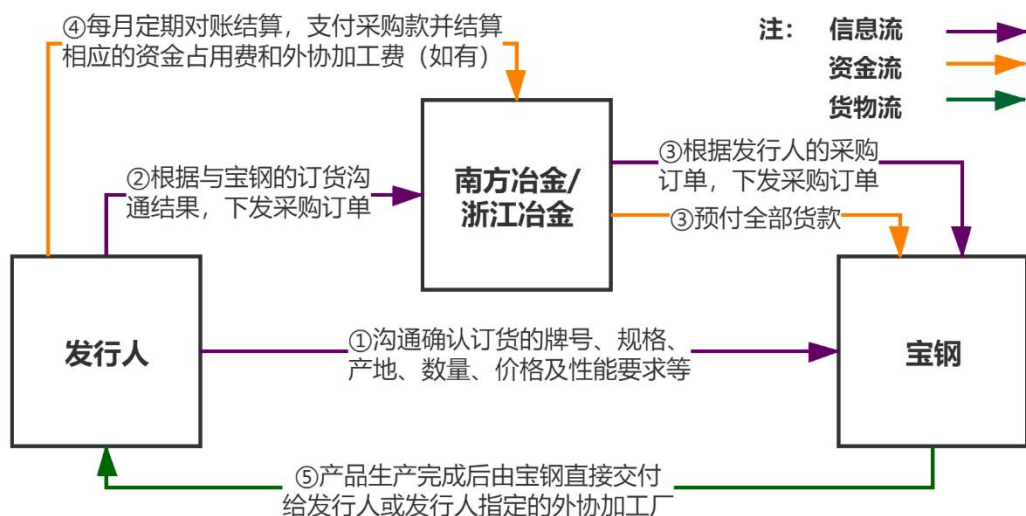 ④每月定期对账结算，支付采购款并结算
相应的资金占用费和外协加工费（如有）
注： 信息流
资金流
货物流
②根据与宝钢的订货沟
通结果，下发采购订单
南方冶金/
浙江冶金
③根据发行人的采购
订单，下发采购订单
③预付全部货款
发行人
①沟通确认订货的牌号、规格、
产地、数量、价格及性能要求等
宝钢
⑤产品生产完成后由宝钢直接交付
给发行人或发行人指定的外协加工厂